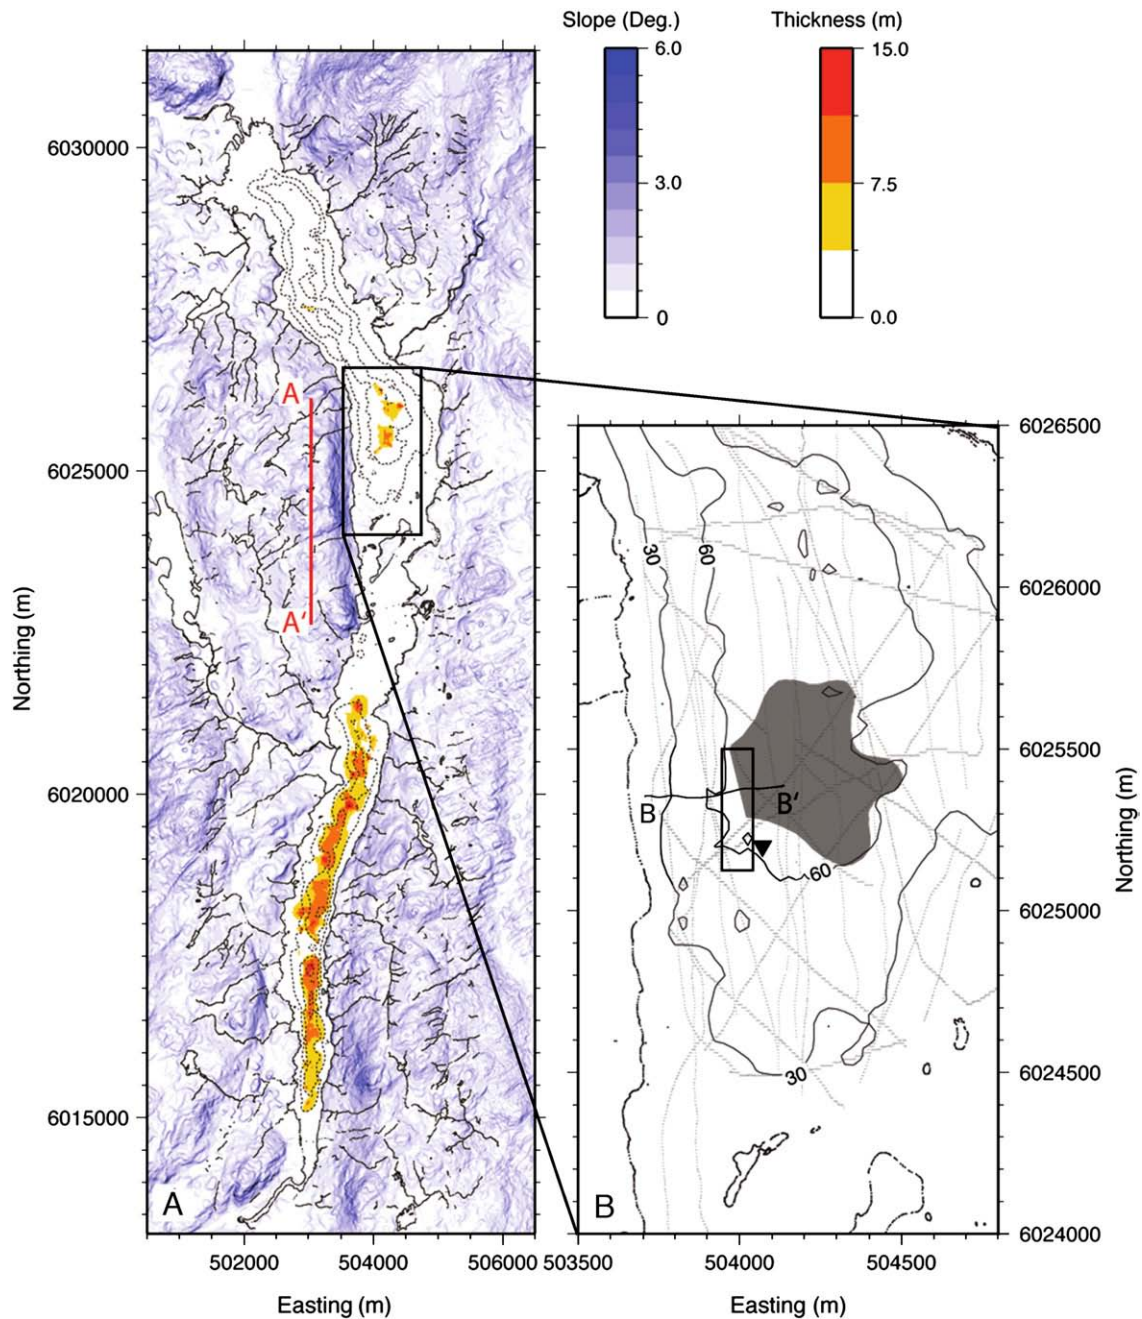 Slope (Deg.)
Thickness (m)
6.0
3.0
0
15.0
7.5
0.0
6030000
6025000
6020000
6015000
Northing (m)
A
A'
A
502000
504000
506000
Easting (m)
30
60
B
B'
60
30
B
6026500
6026000
6025500
6025000
6024500
6024000
Northing (m)
503500
504000
504500
Easting (m)